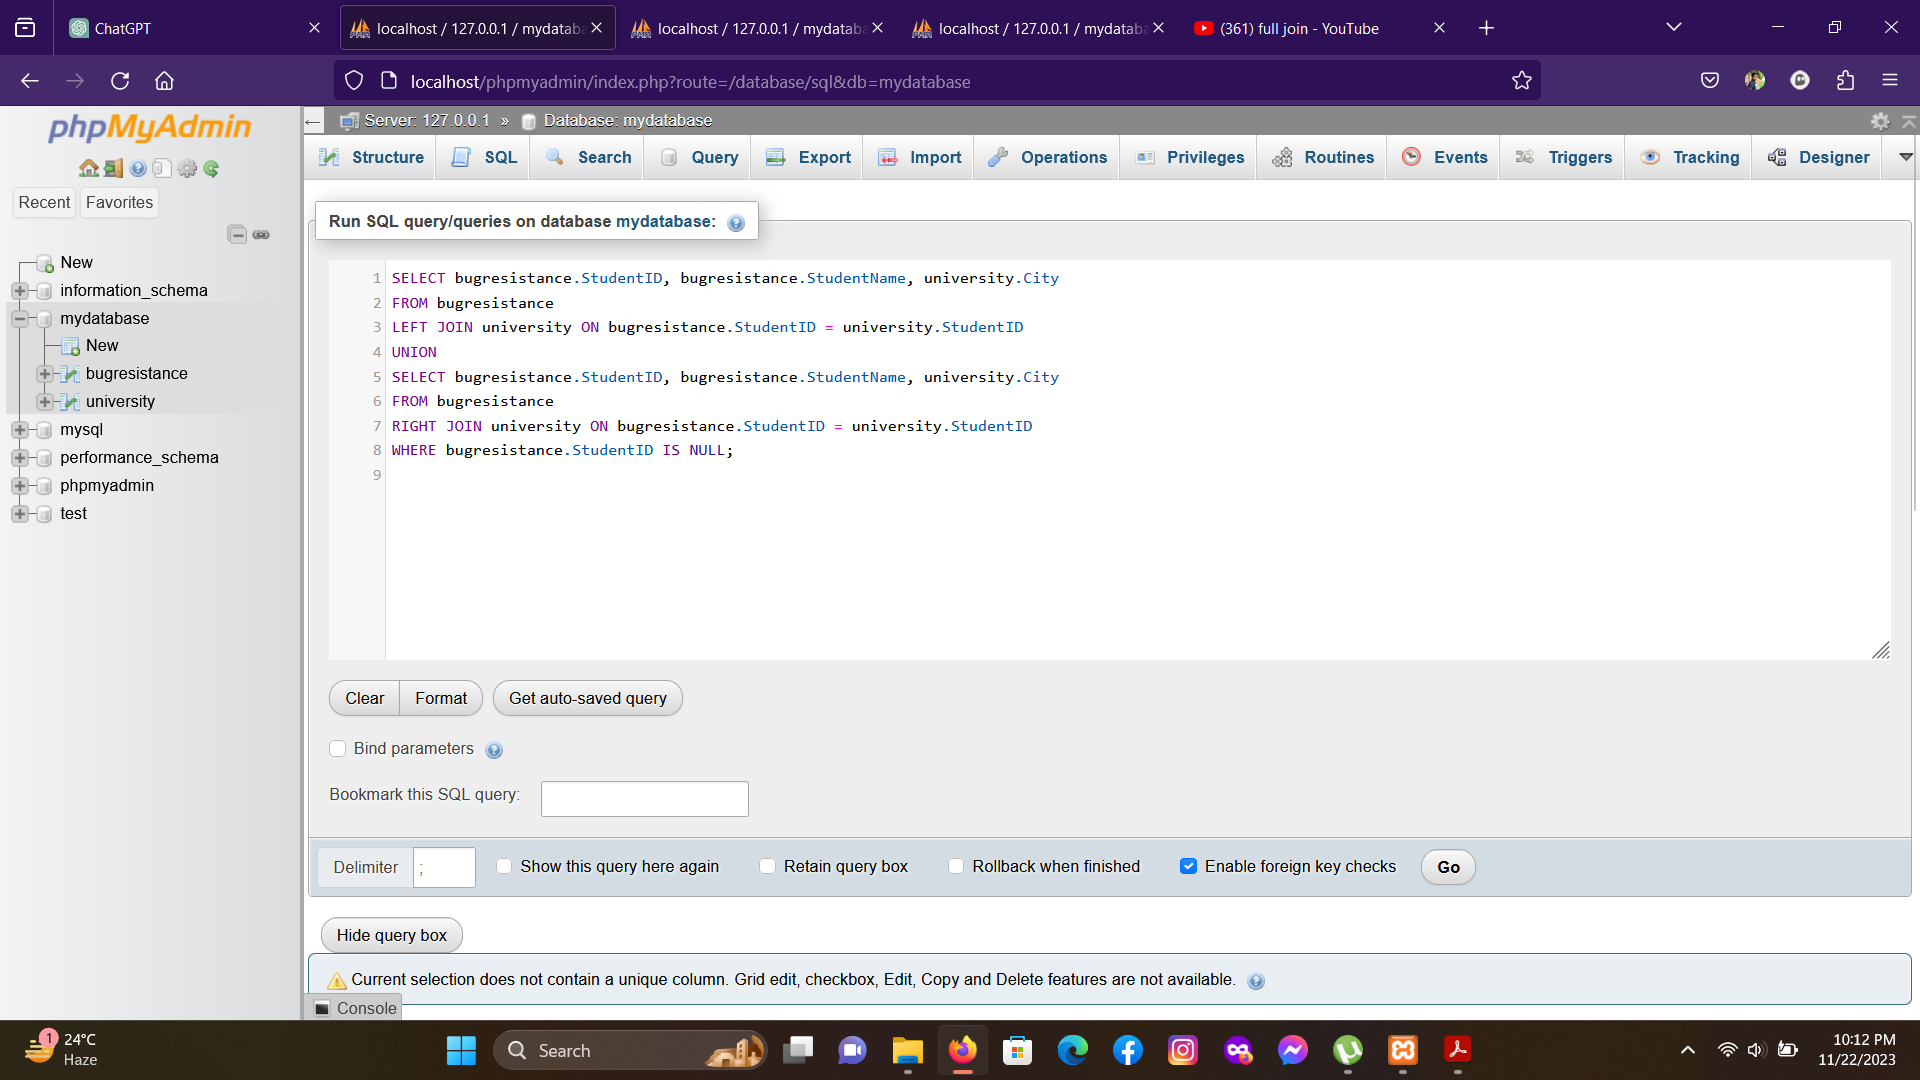 ChatGPT
localhost / 127.0.0.1 / mydataba
localhost / 127.0.0.1 / mydataba
localhost / 127.0.0.1 / mydataba
(361) full join - YouTube
localhost/phpmyadmin/index.php?route=/database/sql&db=mydatabase
phpMyAdmin
Server: 127.0.0.1 » Database: mydatabase
Structure SQL Search Query Export Import Operations Privileges Routines Events Triggers Tracking Designer
Recent Favorites
New
information_schema
mydatabase
New
bugresistance
university
mysql
performance_schema
phpmyadmin
test
Run SQL query/queries on database mydatabase:
1 SELECT bugresistance.StudentID, bugresistance.StudentName, university.City
2 FROM bugresistance
3 LEFT JOIN university ON bugresistance.StudentID = university.StudentID
4 UNION
5 SELECT bugresistance.StudentID, bugresistance.StudentName, university.City
6 FROM bugresistance
7 RIGHT JOIN university ON bugresistance.StudentID = university.StudentID
8 WHERE bugresistance.StudentID IS NULL;
9
Clear Format Get auto-saved query
Bind parameters
Bookmark this SQL query:
Delimiter ; Show this query here again Retain query box Rollback when finished Enable foreign key checks Go
Hide query box
Current selection does not contain a unique column. Grid edit, checkbox, Edit, Copy and Delete features are not available.
Console
1
24°C
Haze
Search
10:12 PM
11/22/2023